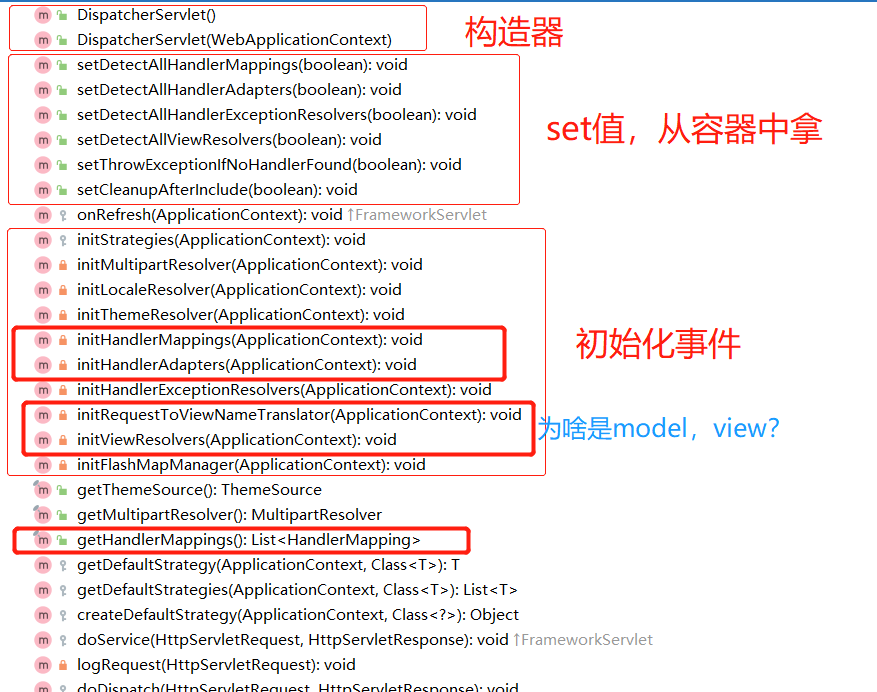 DispatcherServlet()
DispatcherServlet(WebApplicationContext)
构造器
setDetectAllHandlerMappings(boolean): void
setDetectAllHandlerAdapters(boolean): void
setDetectAllHandlerExceptionResolvers(boolean): void
setDetectAllViewResolvers(boolean): void
setThrowExceptionIfNoHandlerFound(boolean): void
setCleanupAfterInclude(boolean): void
set值，从容器中拿
onRefresh(ApplicationContext): void ↑FrameworkServlet
initStrategies(ApplicationContext): void
initMultipartResolver(ApplicationContext): void
initLocaleResolver(ApplicationContext): void
initThemeResolver(ApplicationContext): void
initHandlerMappings(ApplicationContext): void
initHandlerAdapters(ApplicationContext): void
初始化事件
initHandlerExceptionResolvers(ApplicationContext): void
initRequestToViewNameTranslator(ApplicationContext): void
initViewResolvers(ApplicationContext): void
为啥是model，view？
initFlashMapManager(ApplicationContext): void
getThemeSource(): ThemeSource
getMultipartResolver(): MultipartResolver
getHandlerMappings(): List<HandlerMapping>
getDefaultStrategy(ApplicationContext, Class<T>): T
getDefaultStrategies(ApplicationContext, Class<T>): List<T>
createDefaultStrategy(ApplicationContext, Class<?>): Object
doService(HttpServletRequest, HttpServletResponse): void ↑FrameworkServlet
logRequest(HttpServletRequest): void
doDispatch(HttpServletRequest, HttpServletResponse): void